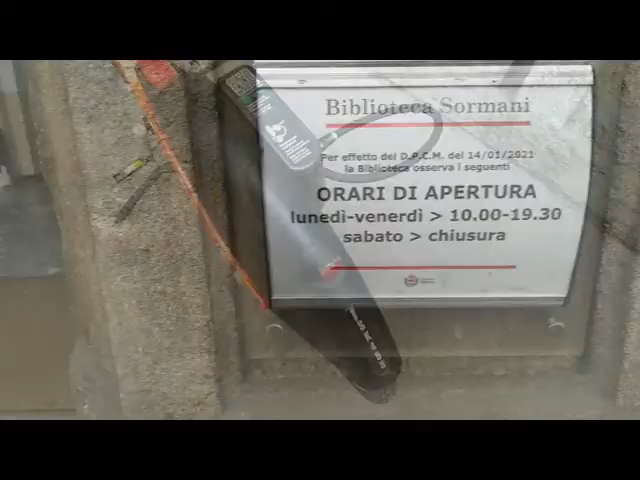 Biblioteca Sormani
Per effetto del D.P.C.M. del 14/01/2021
la Biblioteca osserva i seguenti
ORARI DI APERTURA
lunedì-venerdì > 10.00-19.30
sabato > chiusura